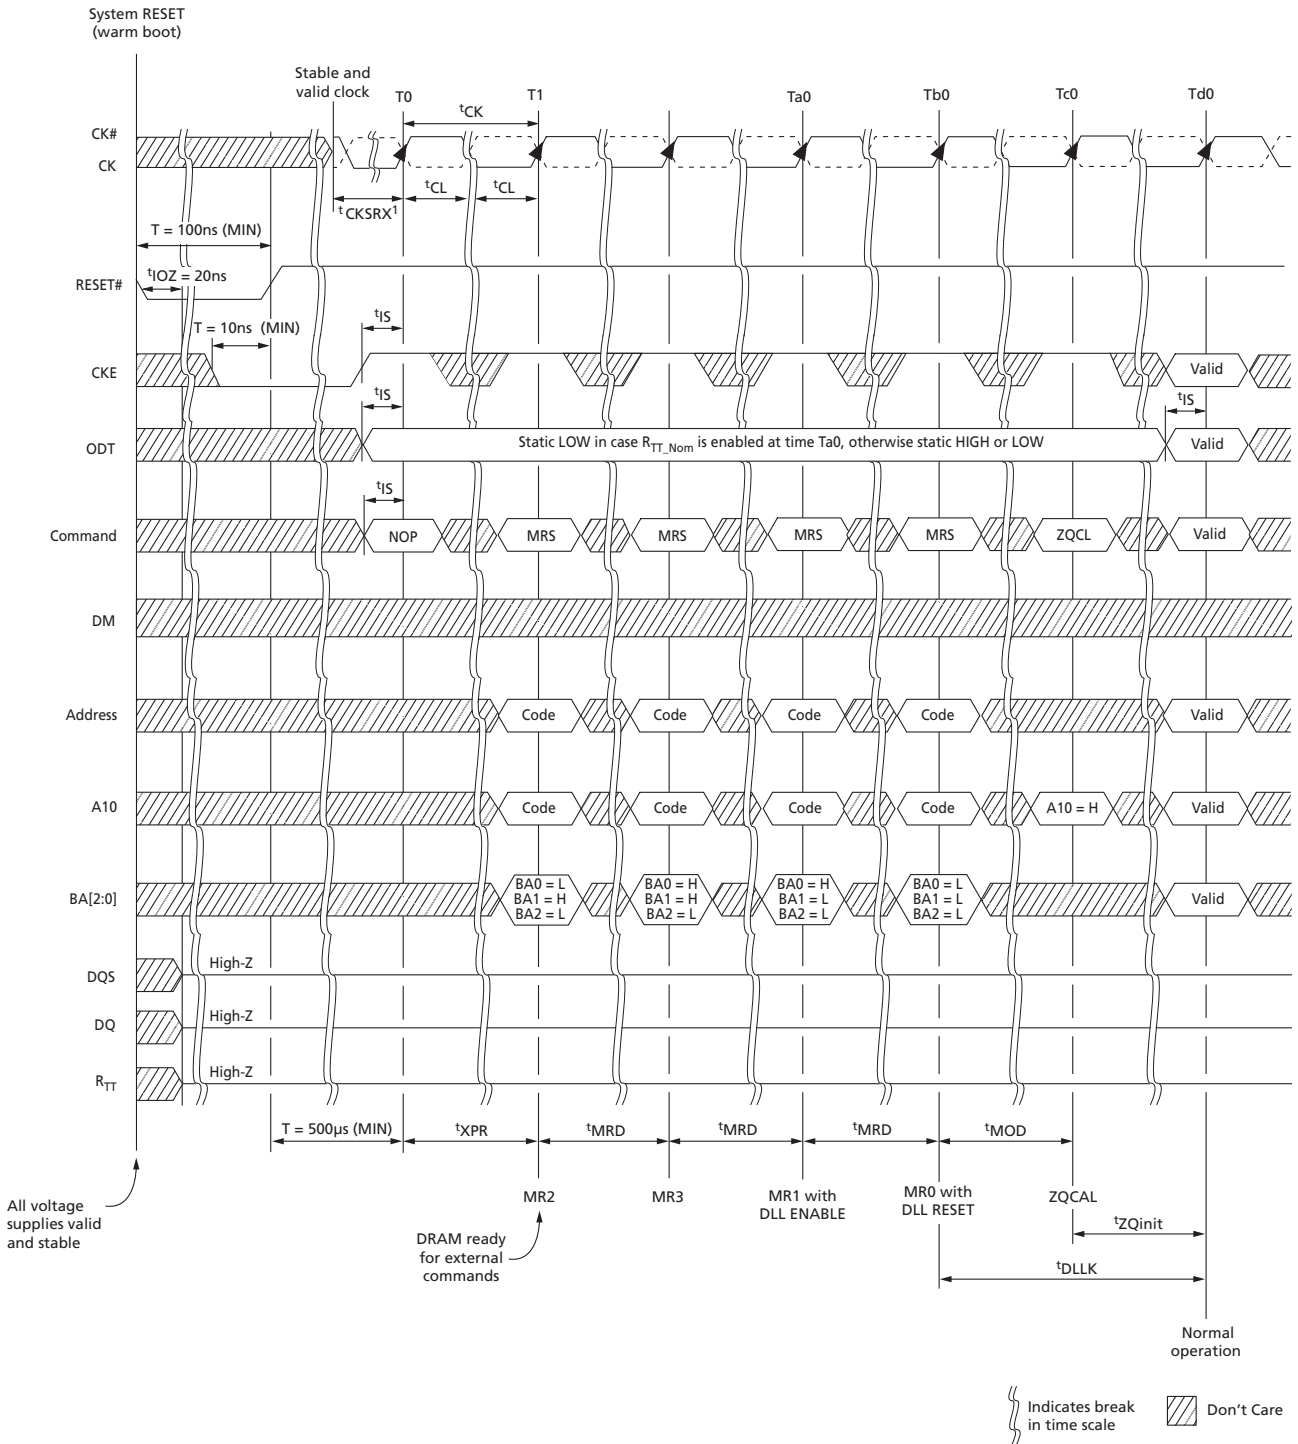 System RESET
(warm boot)
Stable and
valid clock
T0
T1
Ta0
Tb0
Tc0
Td0
tCK
CK#
CK
tCL
tCL
tCKSRX1
T = 100ns (MIN)
tIOZ = 20ns
RESET#
T = 10ns (MIN)
tIS
CKE
Valid
tIS
tIS
ODT
Static LOW in case RTT_Nom is enabled at time Ta0, otherwise static HIGH or LOW
Valid
tIS
Command
NOP
MRS
MRS
MRS
MRS
ZQCL
Valid
DM
Address
Code
Code
Code
Code
Valid
A10
Code
Code
Code
Code
A10 = H
Valid
BA[2:0]
BA0 = L
BA1 = H
BA2 = L
BA0 = H
BA1 = H
BA2 = L
BA0 = H
BA1 = L
BA2 = L
BA0 = L
BA1 = L
BA2 = L
Valid
DQS
High-Z
DQ
High-Z
RTT
High-Z
T = 500μs (MIN)
tXPR
tMRD
tMRD
tMRD
tMOD
All voltage
supplies valid
and stable
MR2
MR3
MR1 with
DLL ENABLE
MR0 with
DLL RESET
ZQCAL
DRAM ready
for external
commands
tZQinit
tDLLK
Normal
operation
Indicates break
in time scale
Don't Care